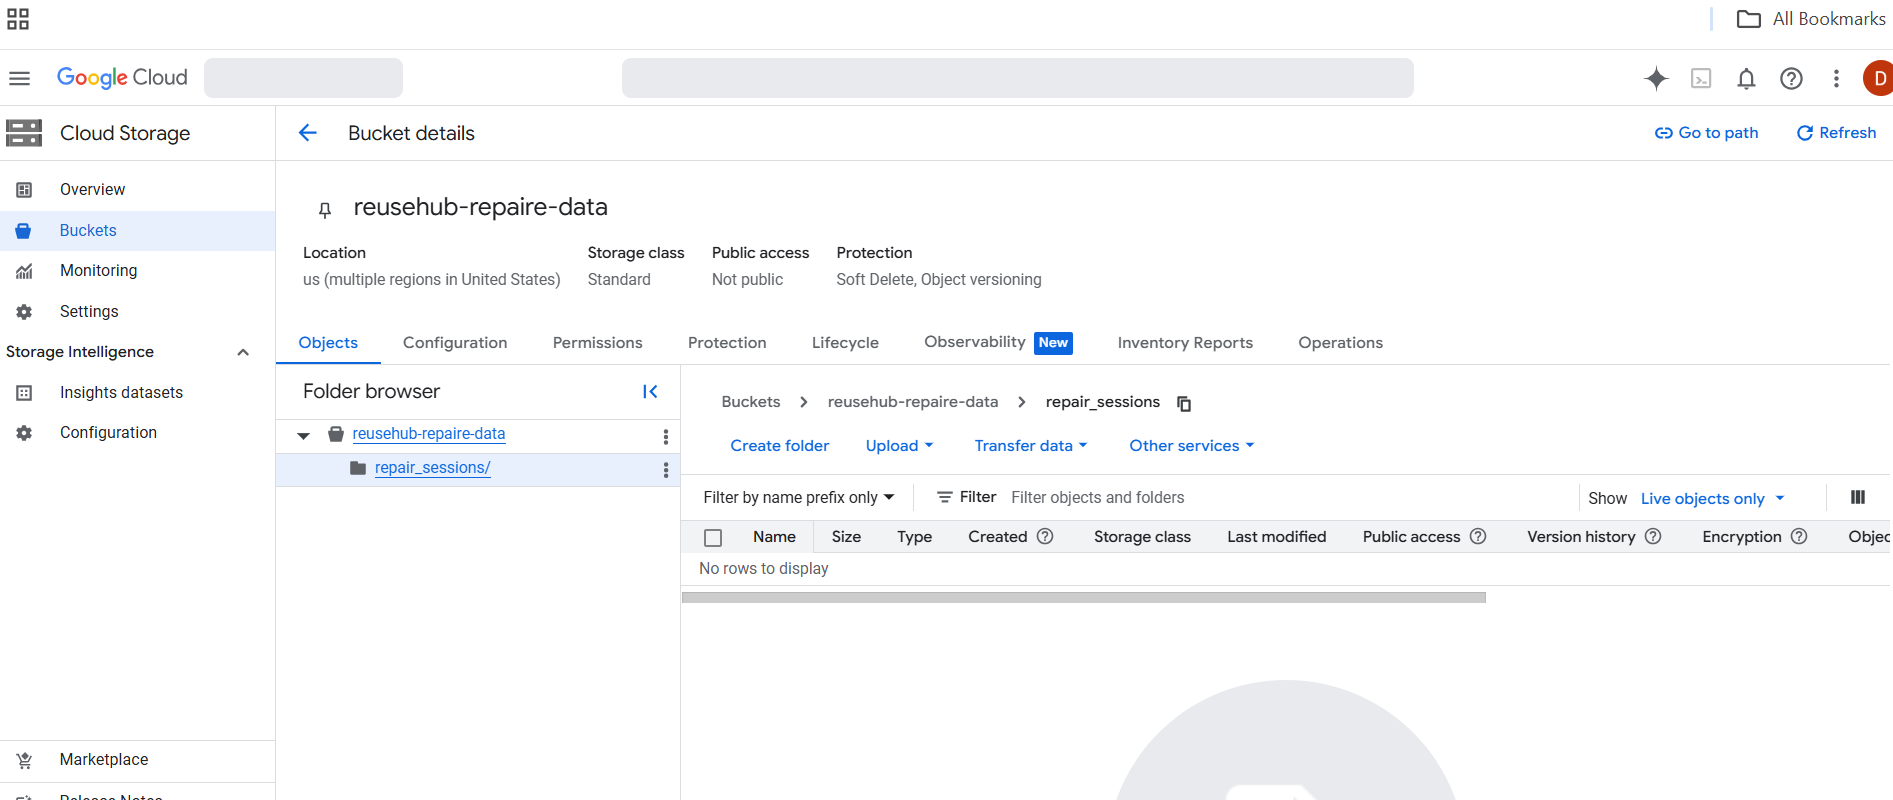 All Bookmarks
Google Cloud
D
Cloud Storage
Bucket details
Go to path
Refresh
Overview
Buckets
Monitoring
Settings
Storage Intelligence
Insights datasets
Configuration
Marketplace
Release Notes
reusehub-repaire-data
Location
us (multiple regions in United States)
Storage class
Standard
Public access
Not public
Protection
Soft Delete, Object versioning
Objects
Configuration
Permissions
Protection
Lifecycle
Observability New
Inventory Reports
Operations
Folder browser
reusehub-repaire-data
repair_sessions/
Buckets > reusehub-repaire-data > repair_sessions
Create folder
Upload
Transfer data
Other services
Filter by name prefix only
Filter Filter objects and folders
Show Live objects only
Name
Size
Type
Created
Storage class
Last modified
Public access
Version history
Encryption
No rows to display